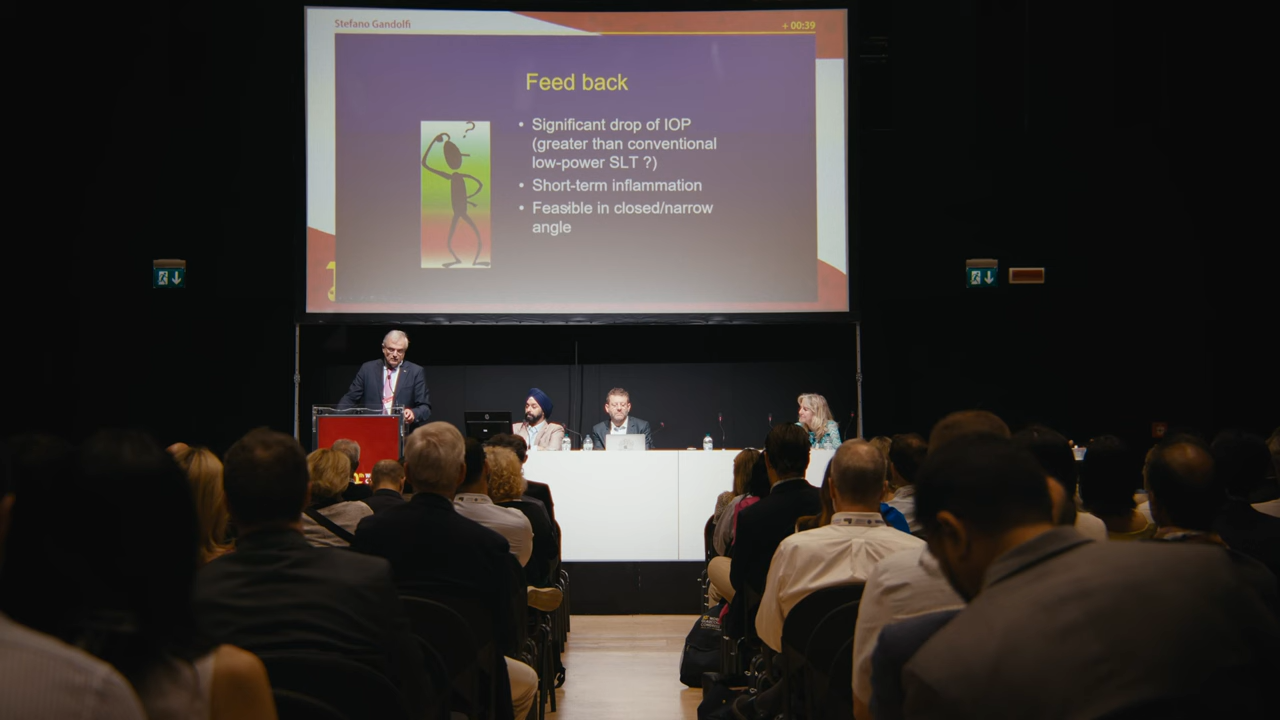 Stefano Gandolfi
+ 00:39
Feed back
?
• Significant drop of IOP
(greater than conventional
low-power SLT ?)
• Short-term inflammation
• Feasible in closed/narrow
angle